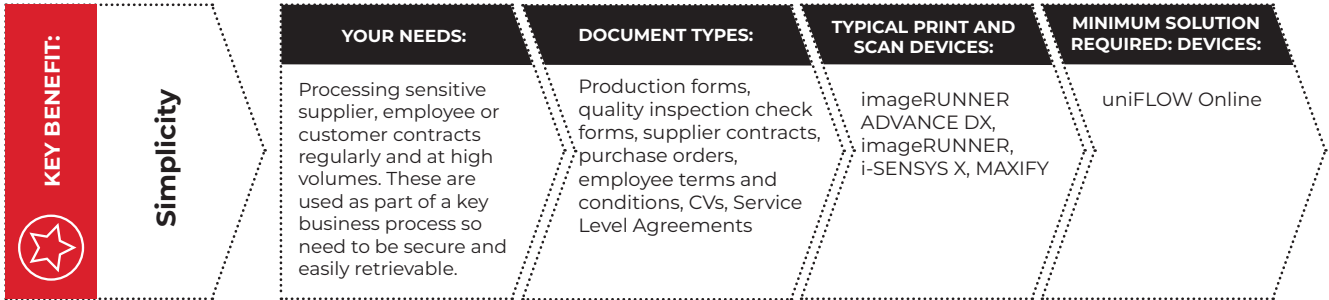 KEY BENEFIT:
Simplicity
YOUR NEEDS:
Processing sensitive
supplier, employee or
customer contracts
regularly and at high
volumes. These are
used as part of a key
business process so
need to be secure and
easily retrievable.
DOCUMENT TYPES:
Production forms,
quality inspection check
forms, supplier contracts,
purchase orders,
employee terms and
conditions, CVs, Service
Level Agreements
TYPICAL PRINT AND
SCAN DEVICES:
imageRUNNER
ADVANCE DX,
imageRUNNER,
i-SENSYS X, MAXIFY
MINIMUM SOLUTION
REQUIRED: DEVICES:
uniFLOW Online